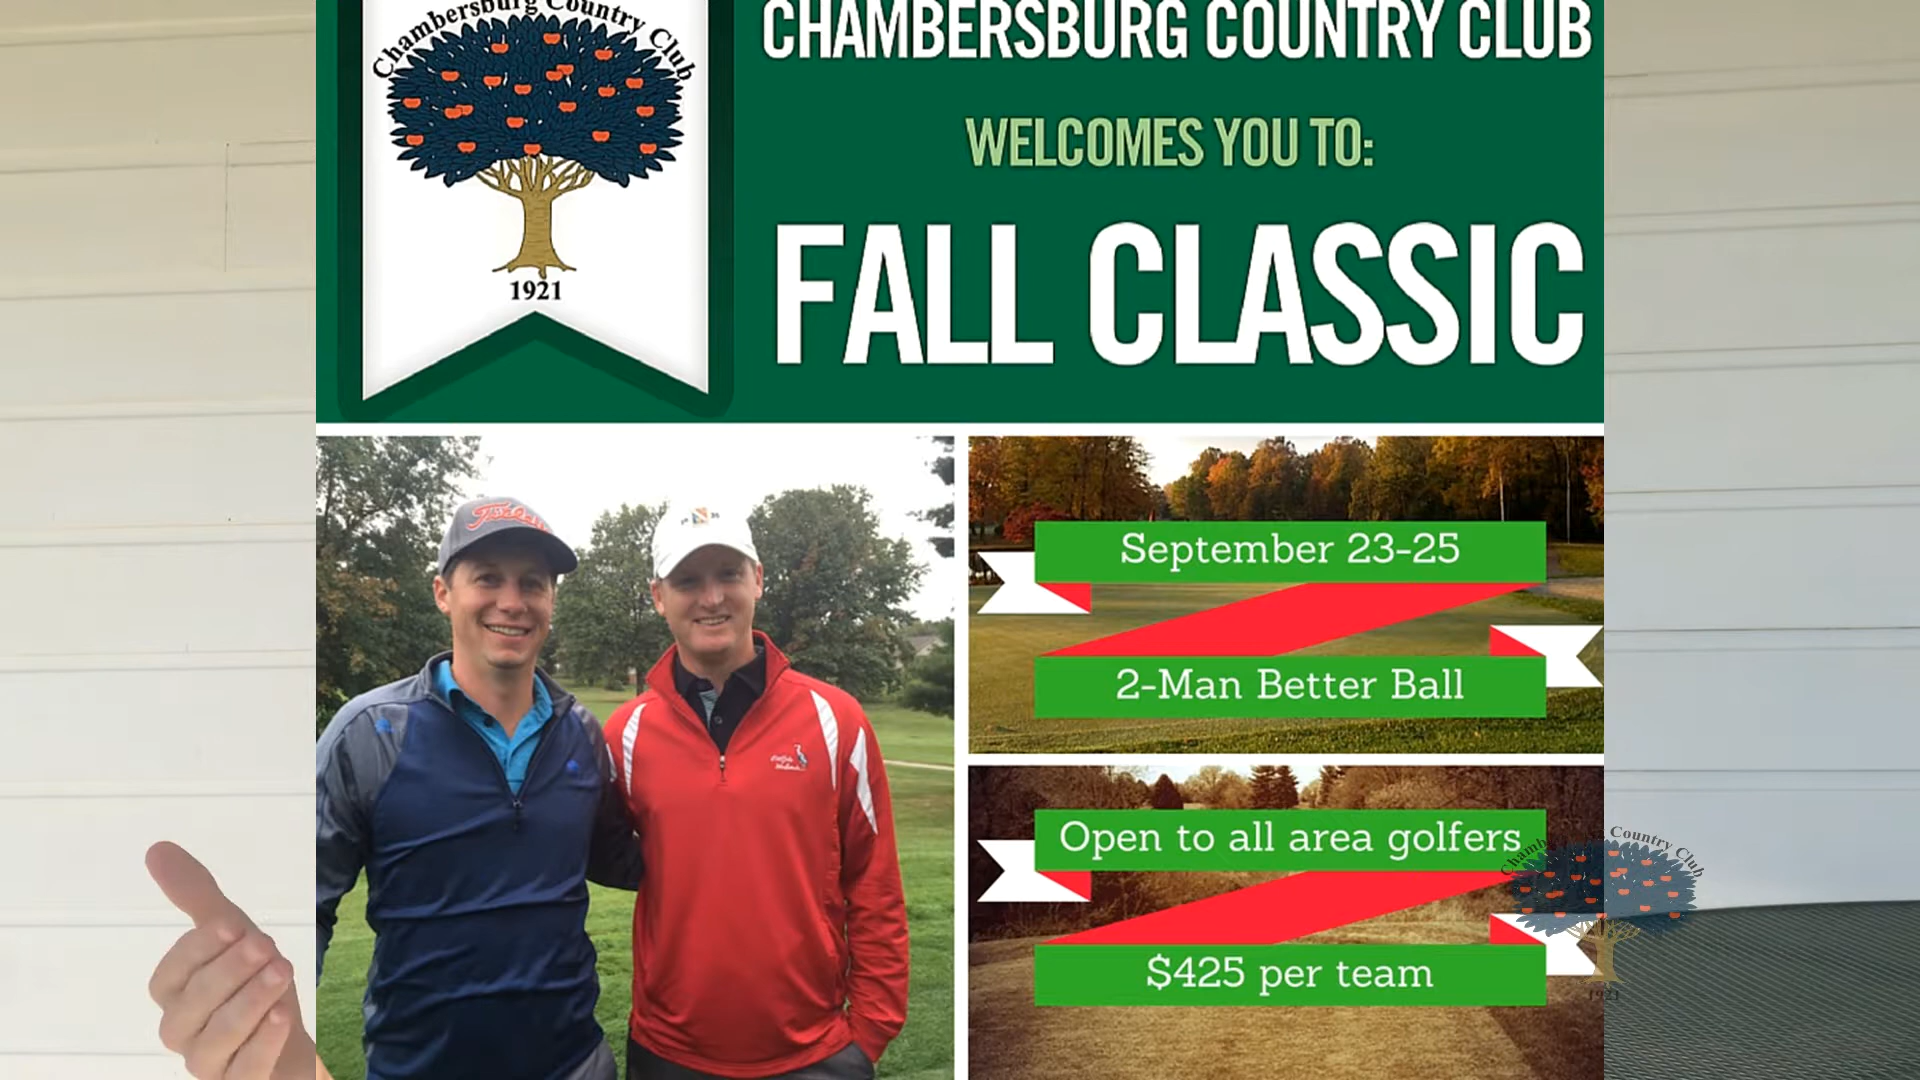 Chambersburg Country Club
1921
CHAMBERSBURG COUNTRY CLUB
WELCOMES YOU TO:
FALL CLASSIC
September 23-25
2-Man Better Ball
Open to all area golfers
$425 per team
Country Club
1921